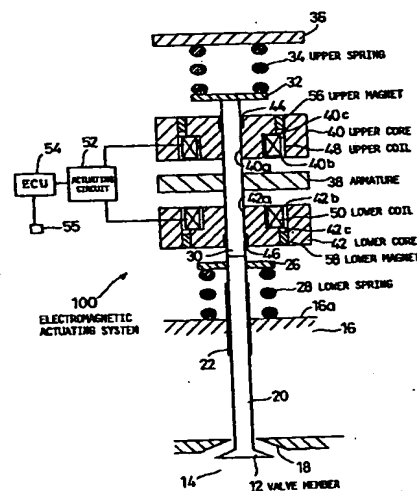 36
34 UPPER SPRING
32
44
56 UPPER MAGNET
40c
40 UPPER CORE
48 UPPER COIL
40b
40a
38 ARMATURE
54
52
ECU
ACTUATING CIRCUIT
55
42a
42b
50 LOWER COIL
42c
42 LOWER CORE
58 LOWER MAGNET
30
46
26
28 LOWER SPRING
100
ELECTROMAGNETIC ACTUATING SYSTEM
16a
16
22
20
18
14
12 VALVE MEMBER